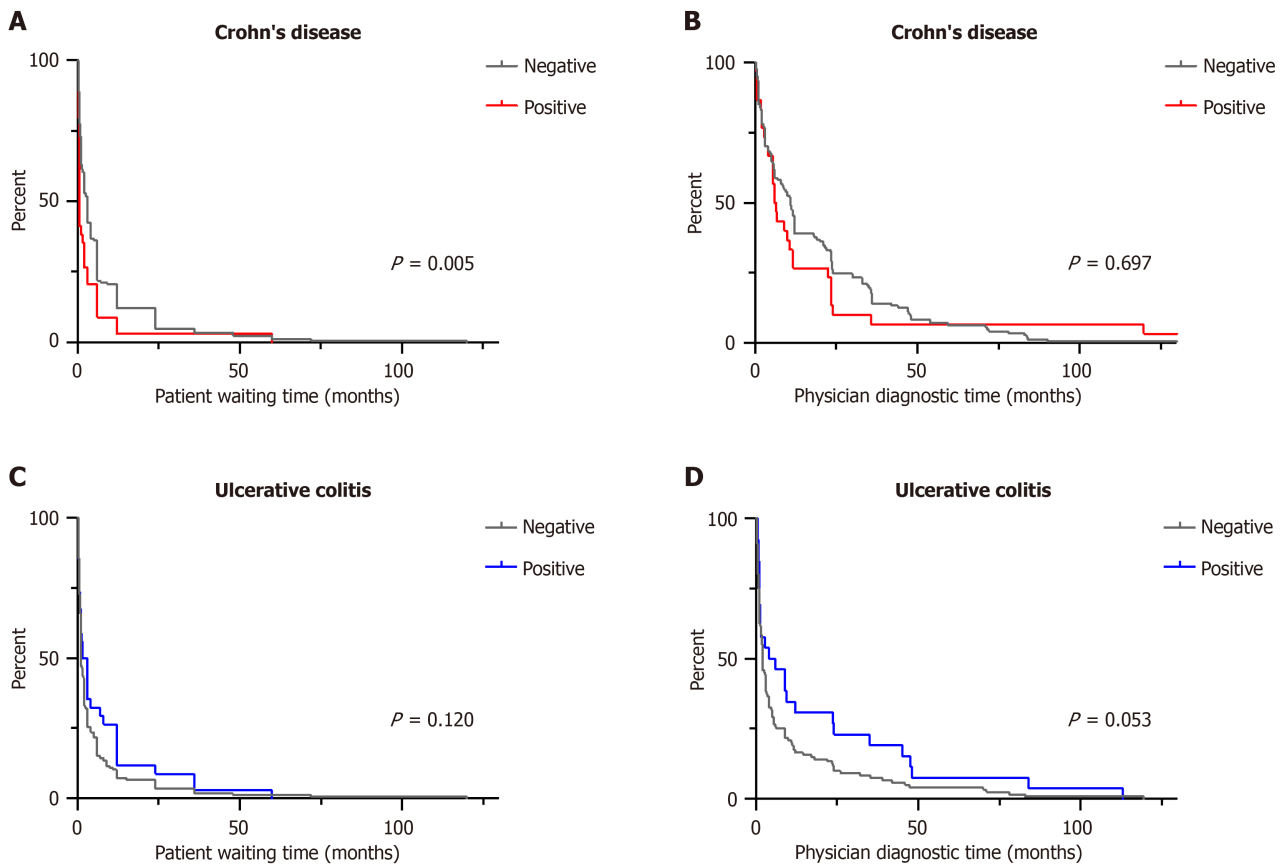 A
Crohn's disease
Negative
Positive
100
50
0
Percent
P = 0.005
0 50 100
Patient waiting time (months)
B
Crohn's disease
Negative
Positive
100
50
0
Percent
P = 0.697
0 50 100
Physician diagnostic time (months)
C
Ulcerative colitis
Negative
Positive
100
50
0
Percent
P = 0.120
0 50 100
Patient waiting time (months)
D
Ulcerative colitis
Negative
Positive
100
50
0
Percent
P = 0.053
0 50 100
Physician diagnostic time (months)